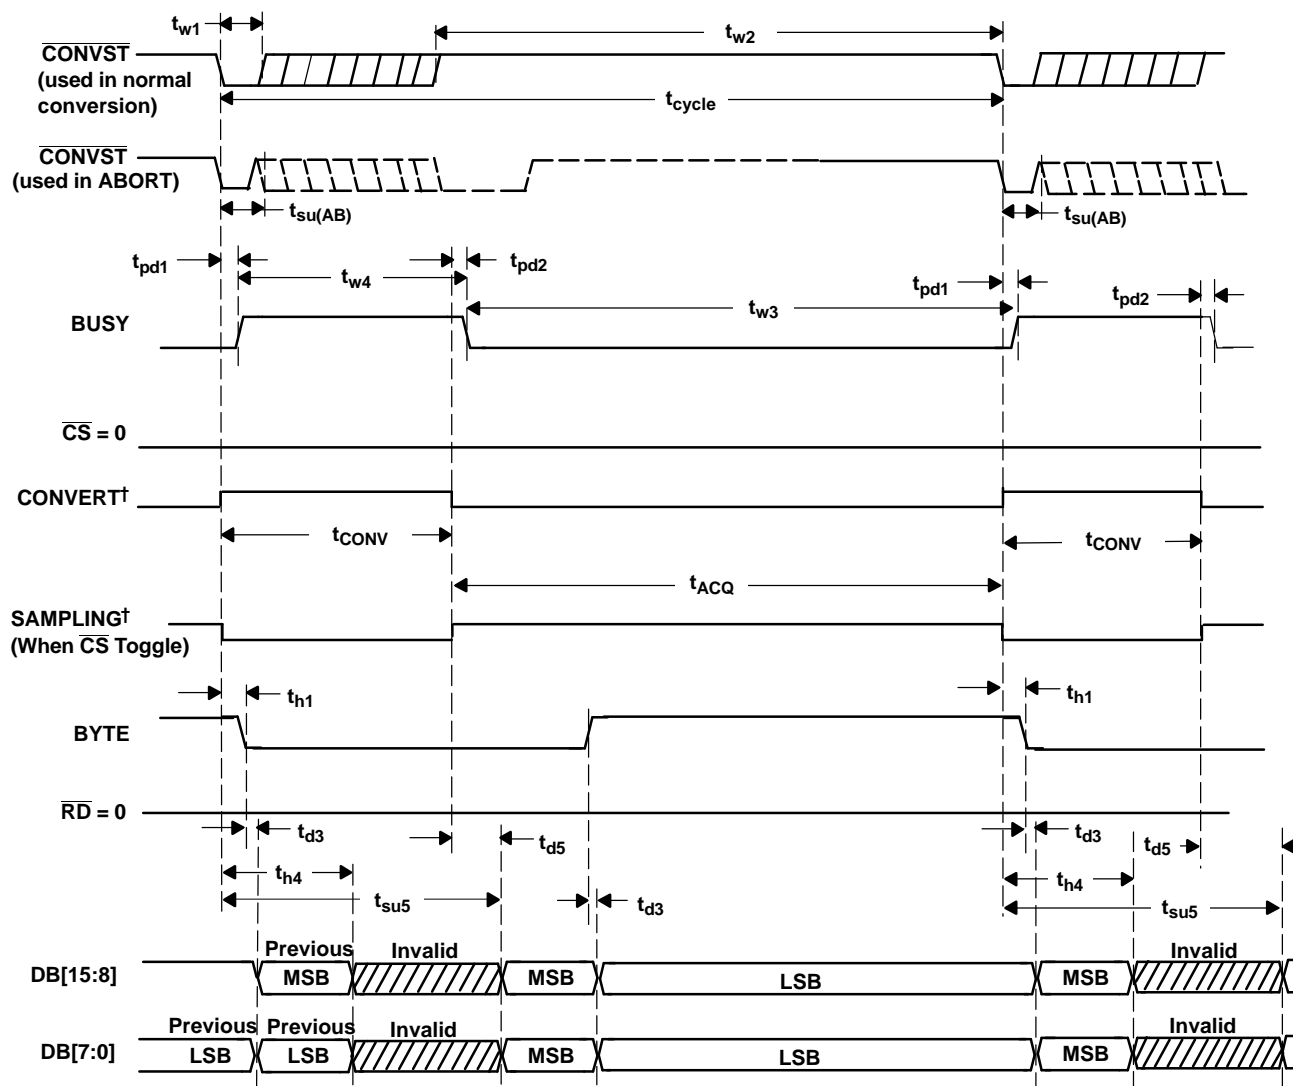 tw1
tw2
CONVST
(used in normal
conversion)
tcycle
CONVST
(used in ABORT)
tsu(AB)
tsu(AB)
tpd1
tw4
tpd2
tpd1
tpd2
tw3
BUSY
CS = 0
CONVERT†
tCONV
tCONV
tACQ
SAMPLING†
(When CS Toggle)
th1
th1
BYTE
RD = 0
td3
td5
td3
td5
th4
th4
tsu5
tsu5
td3
Previous
Invalid
Invalid
DB[15:8]
MSB
MSB
LSB
MSB
Previous
Previous
Invalid
Invalid
DB[7:0]
LSB
LSB
MSB
LSB
MSB